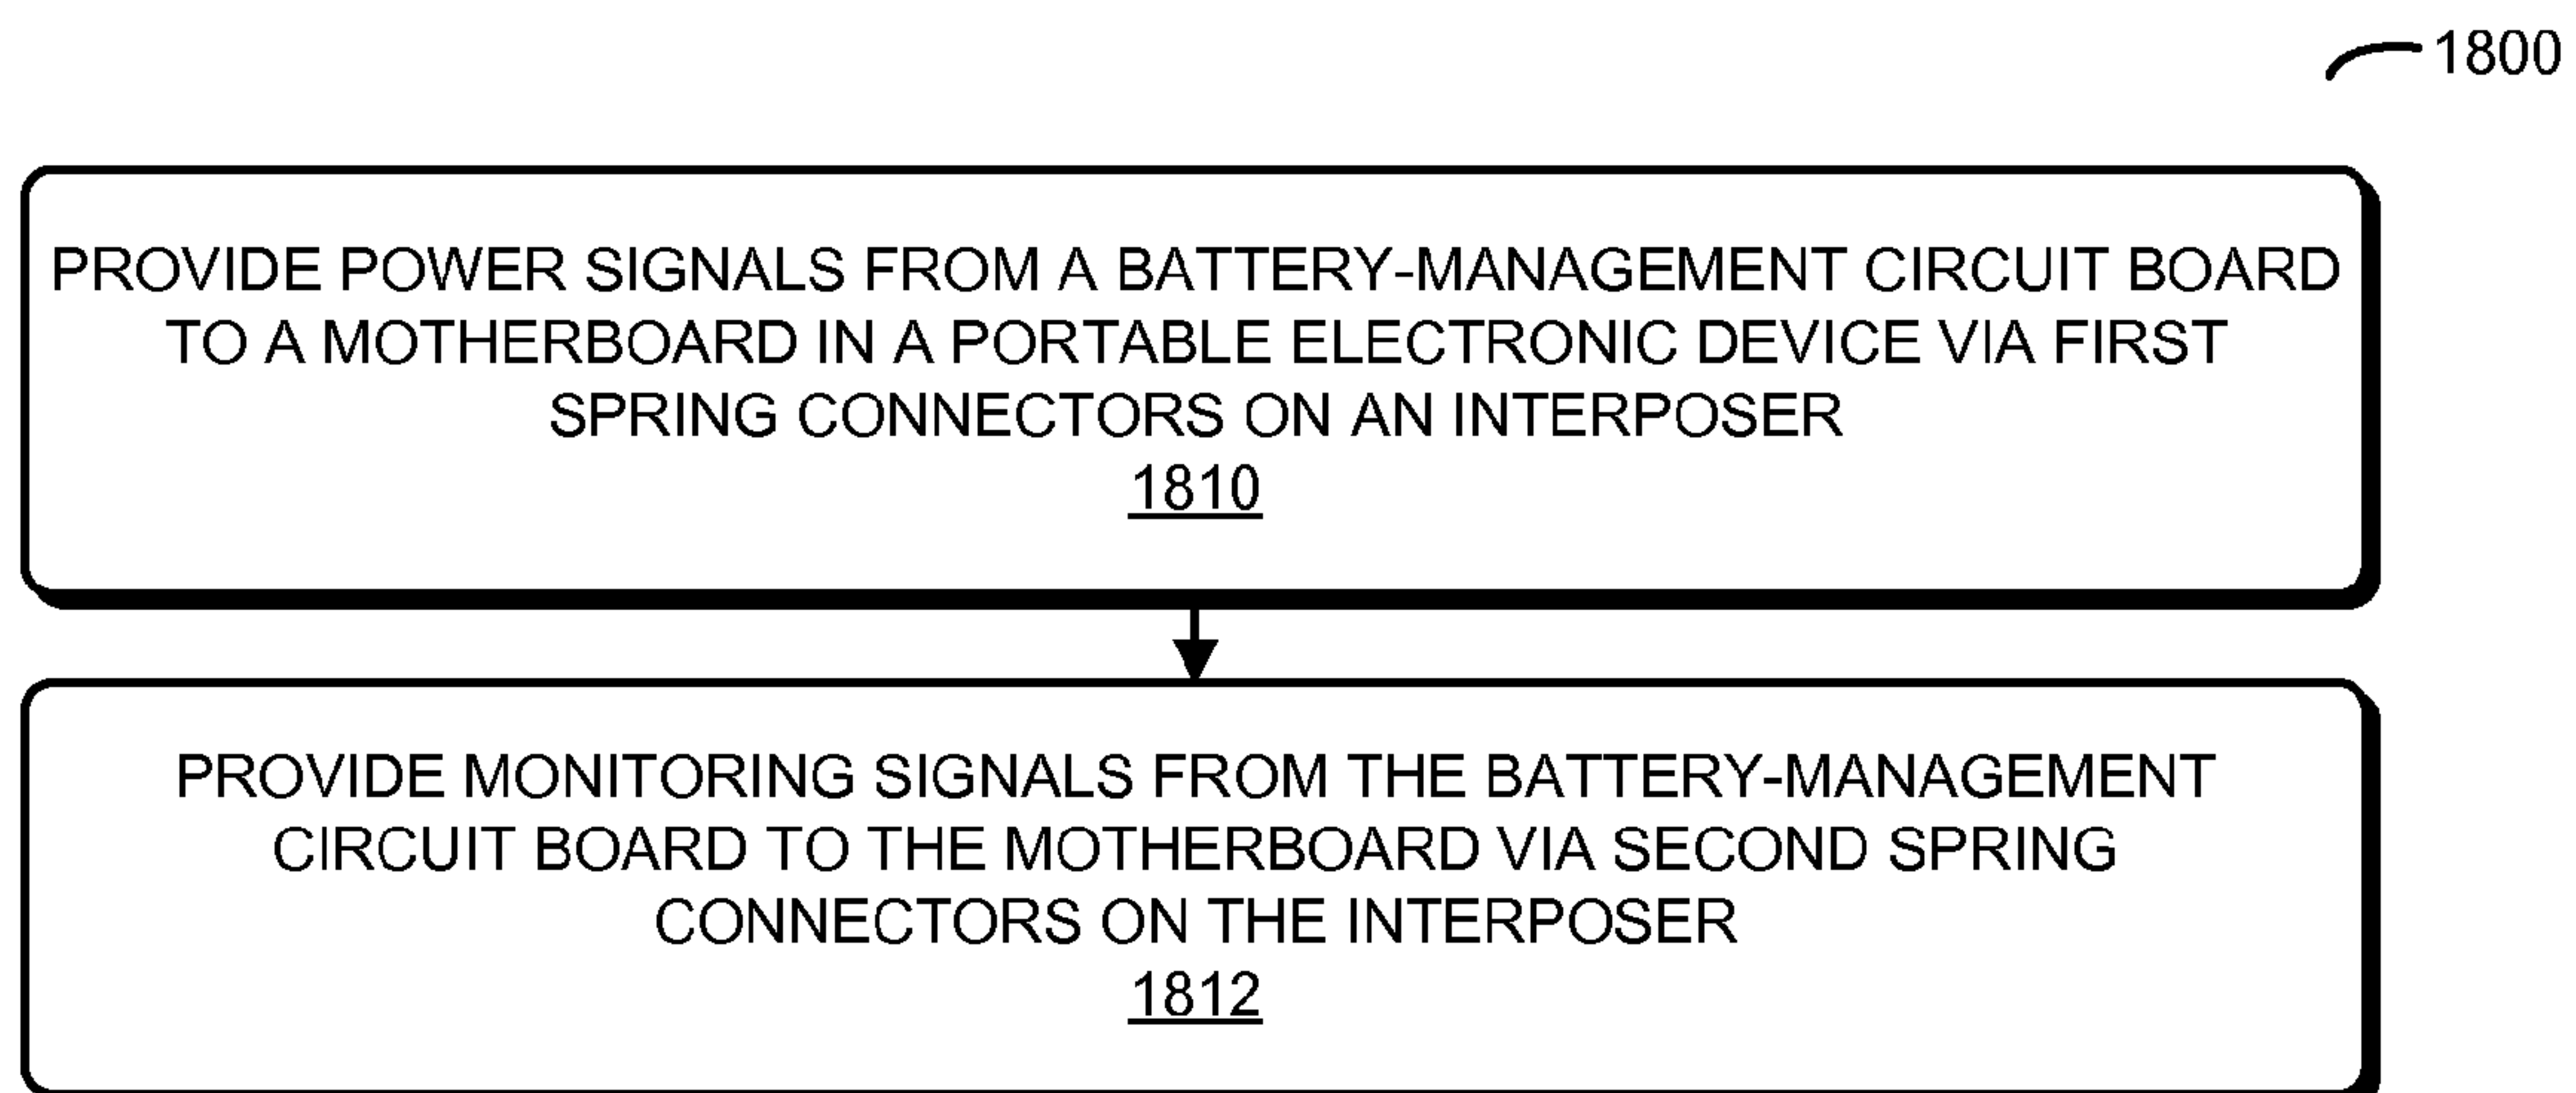 1800
PROVIDE POWER SIGNALS FROM A BATTERY-MANAGEMENT CIRCUIT BOARD
TO A MOTHERBOARD IN A PORTABLE ELECTRONIC DEVICE VIA FIRST
SPRING CONNECTORS ON AN INTERPOSER
1810
PROVIDE MONITORING SIGNALS FROM THE BATTERY-MANAGEMENT
CIRCUIT BOARD TO THE MOTHERBOARD VIA SECOND SPRING
CONNECTORS ON THE INTERPOSER
1812